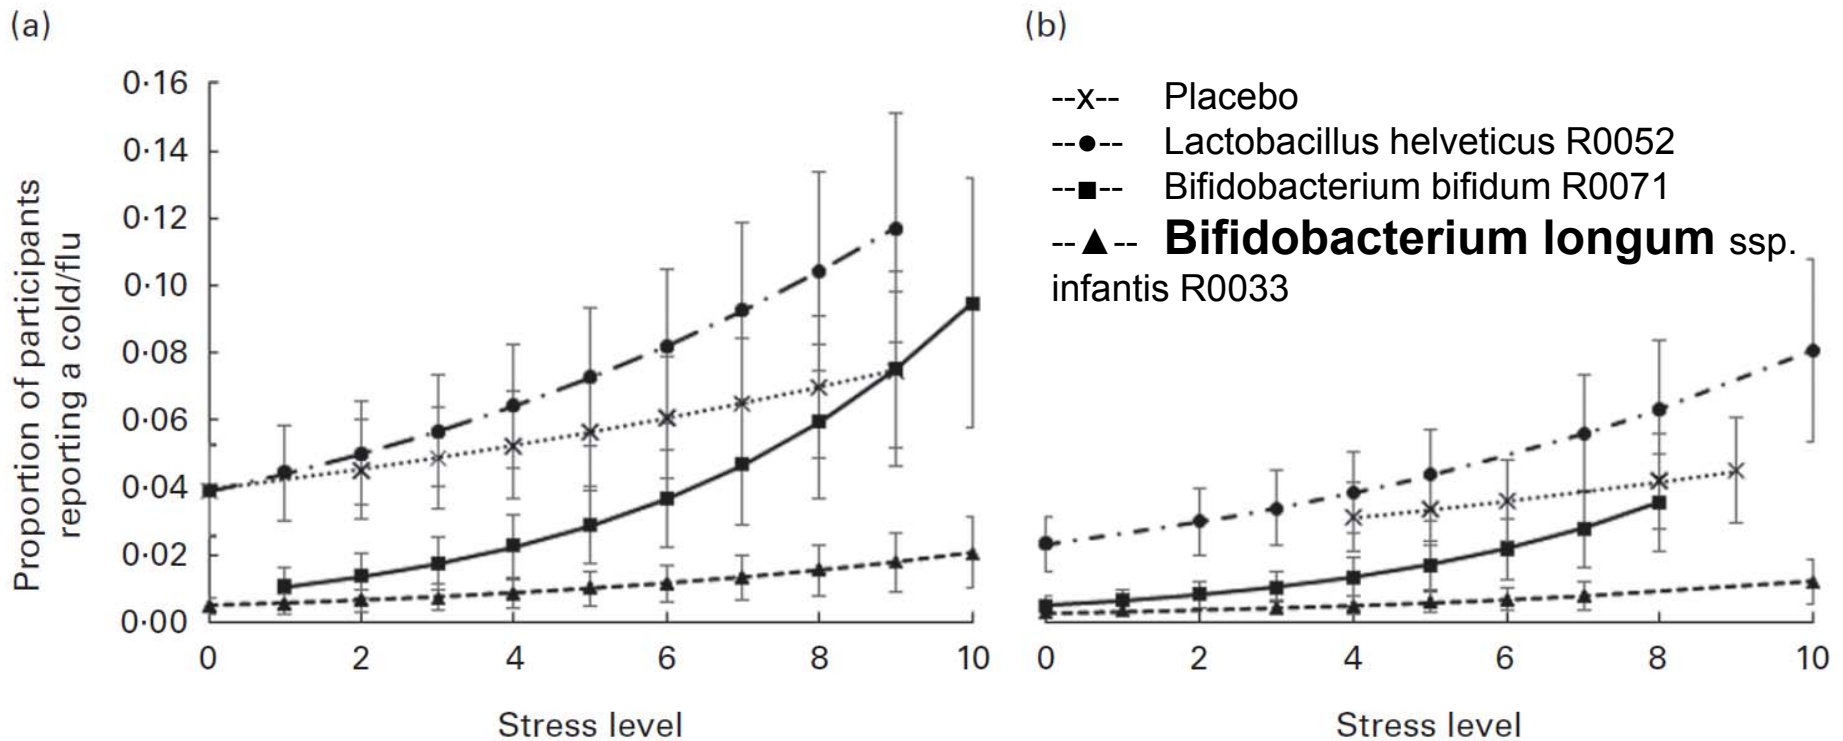 (a)
Proportion of participants
reporting a cold/flu
0·16
0·14
0·12
0·10
0·08
0·06
0·04
0·02
0·00
0 2 4 6 8 10
Stress level
(b)
--x-- Placebo
--●-- Lactobacillus helveticus R0052
--■-- Bifidobacterium bifidum R0071
--▲-- Bifidobacterium longum ssp.
infantis R0033
0 2 4 6 8 10
Stress level